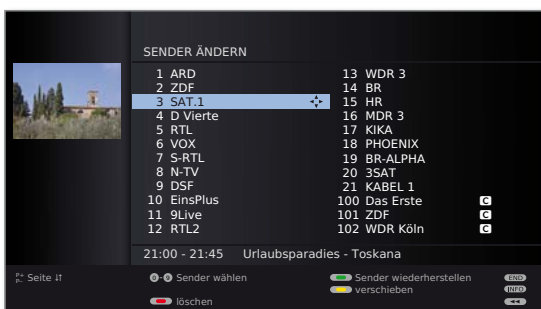 SENDER ÄNDERN
1 ARD
2 ZDF
3 SAT.1
4 D Vierte
5 RTL
6 VOX
7 S-RTL
8 N-TV
9 DSF
10 EinsPlus
11 9Live
12 RTL2
13 WDR 3
14 BR
15 HR
16 MDR 3
17 KIKA
18 PHOENIX
19 BR-ALPHA
20 3SAT
21 KABEL 1
100 Das Erste C
101 ZDF C
102 WDR Köln C
21:00 - 21:45 Urlaubsparadies - Toskana
P+ P- Seite
0-9 Sender wählen
löschen
Sender wiederherstellen
verschieben
END
INFO